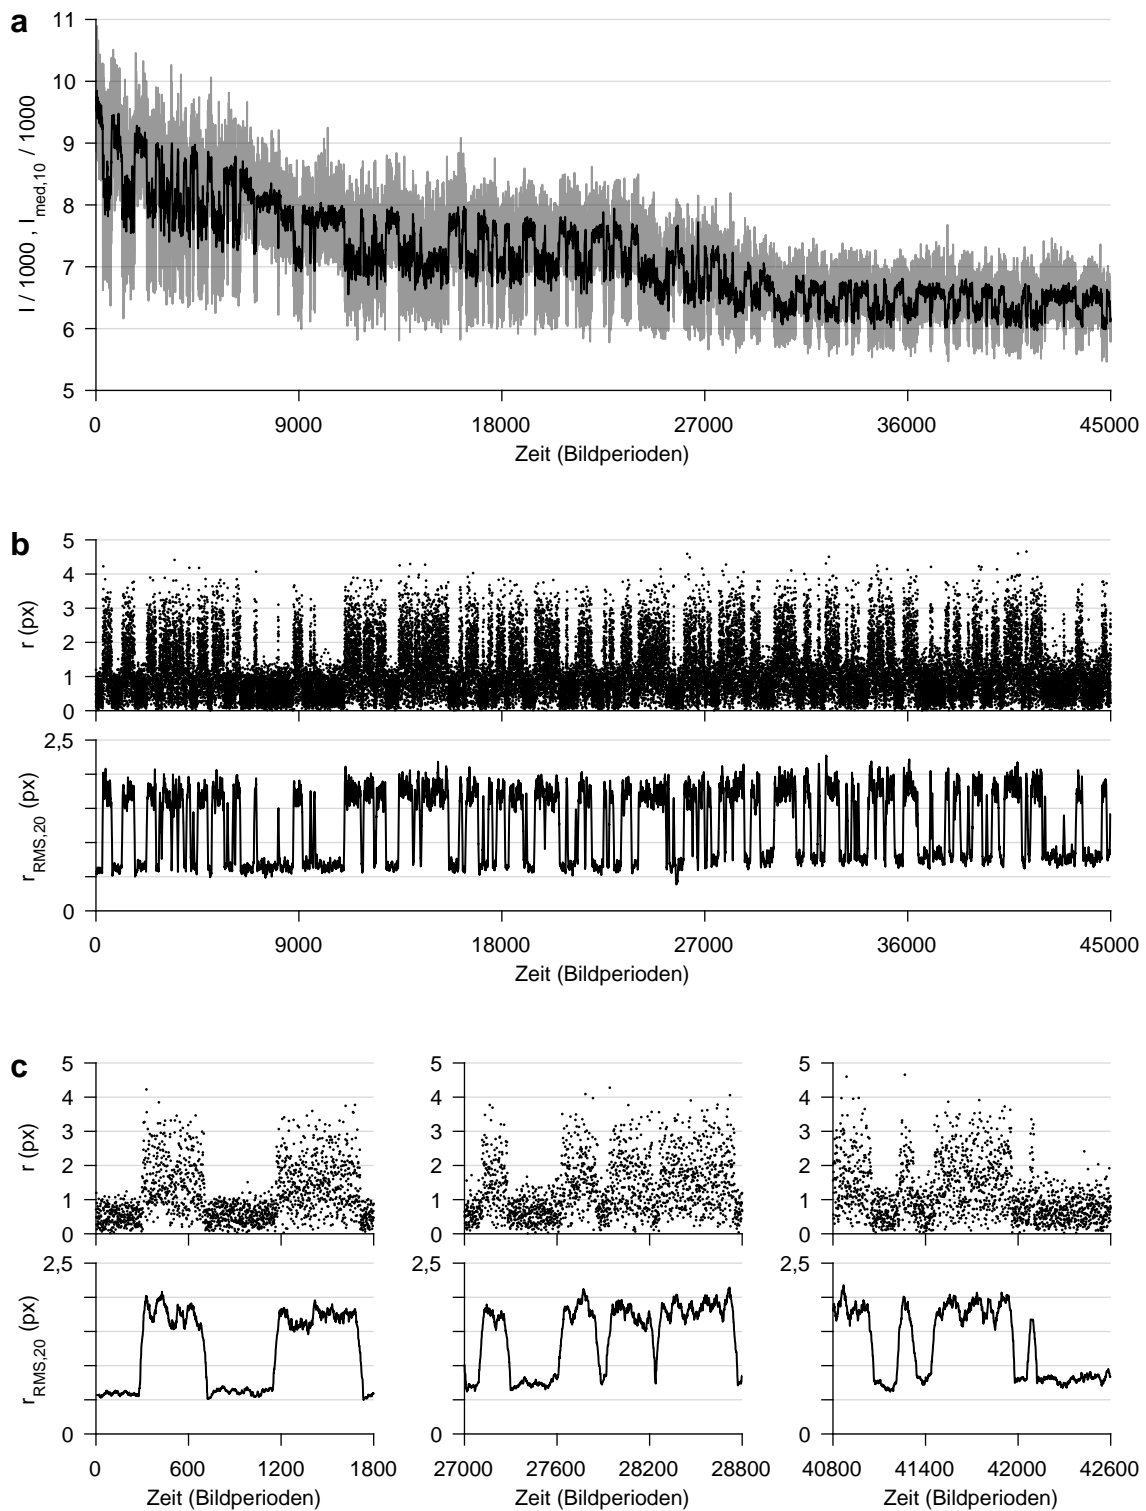 a
I / 1000 , I_med,10 / 1000
11
10
9
8
7
6
5
0 9000 18000 27000 36000 45000
Zeit (Bildperioden)
b
r (px)
5
4
3
2
1
0
r_RMS,20 (px)
2,5
0
0 9000 18000 27000 36000 45000
Zeit (Bildperioden)
c
r (px)
5 5 5
4 4 4
3 3 3
2 2 2
1 1 1
0 0 0
r_RMS,20 (px)
2,5 2,5 2,5
0 0 0
0 600 1200 1800 27000 27600 28200 28800 40800 41400 42000 42600
Zeit (Bildperioden) Zeit (Bildperioden) Zeit (Bildperioden)